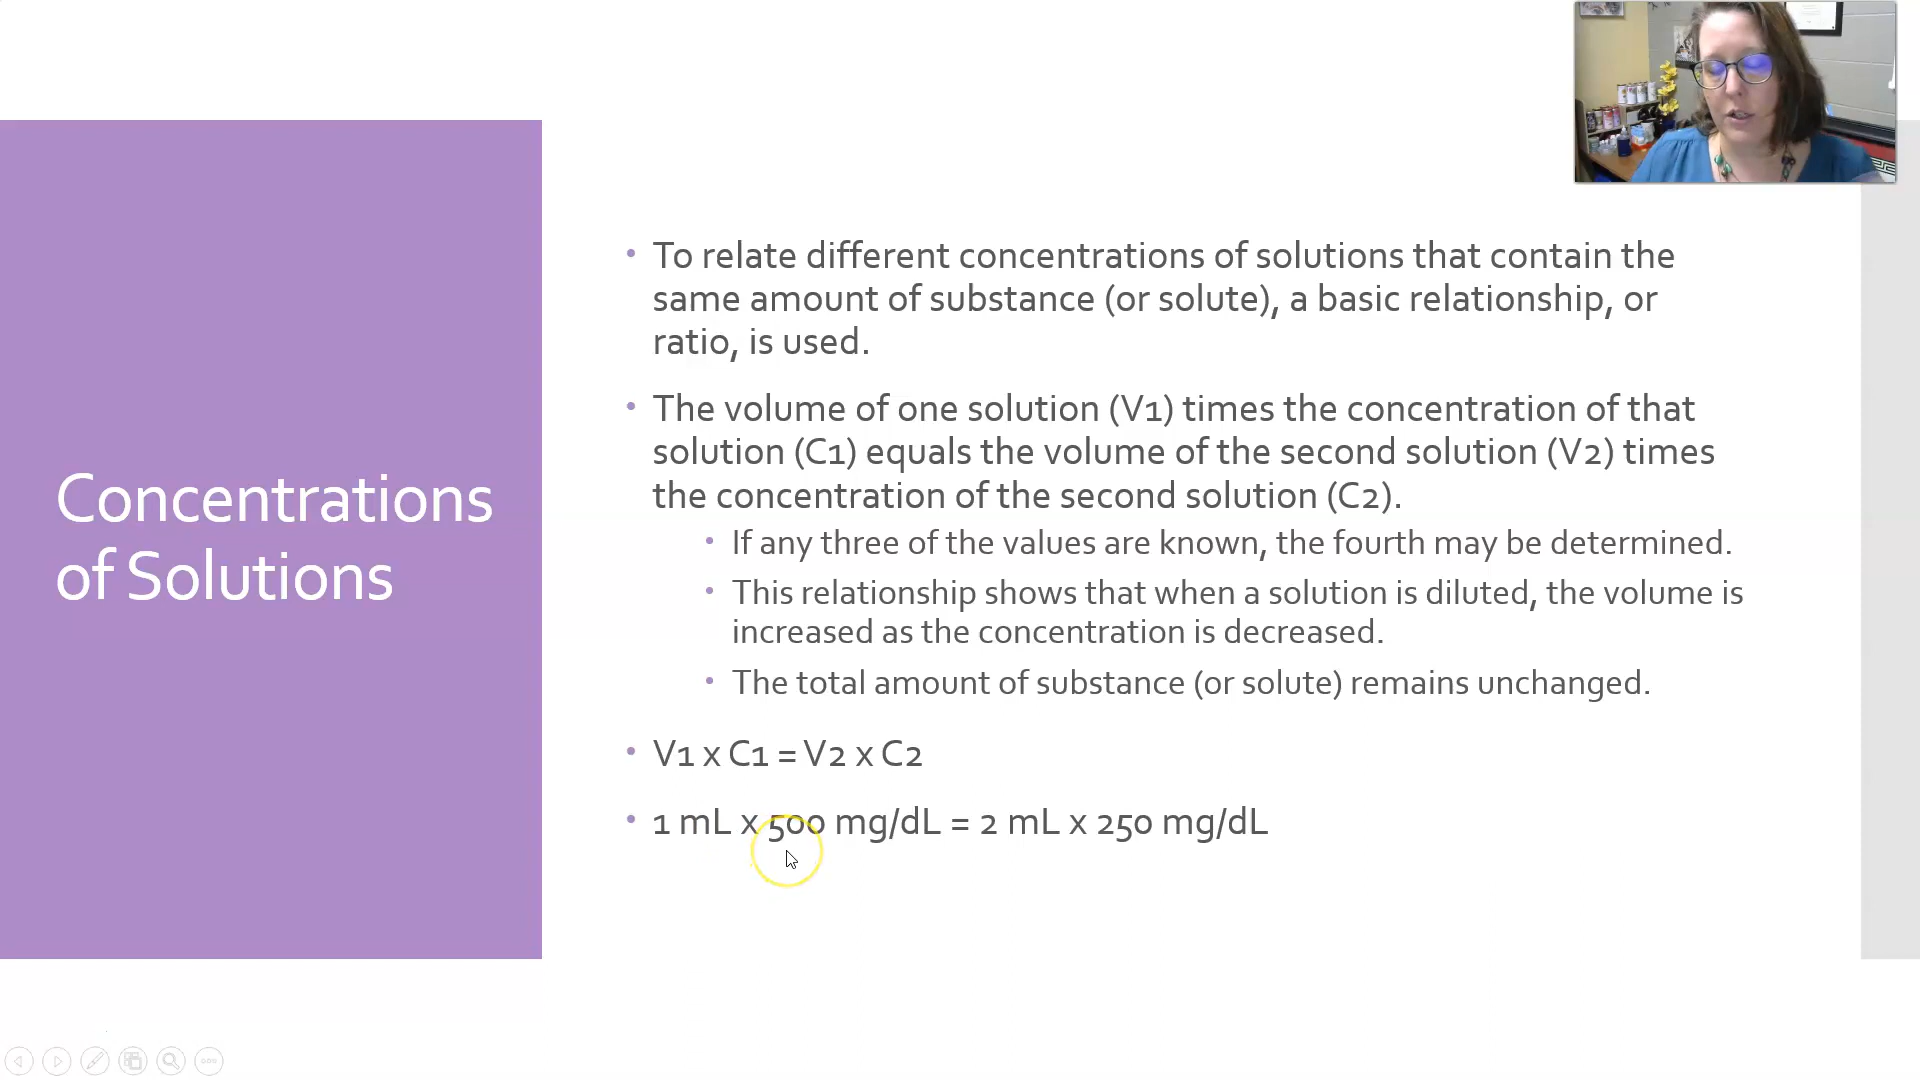 Concentrations
of Solutions
To relate different concentrations of solutions that contain the
same amount of substance (or solute), a basic relationship, or
ratio, is used.
The volume of one solution (V1) times the concentration of that
solution (C1) equals the volume of the second solution (V2) times
the concentration of the second solution (C2).
If any three of the values are known, the fourth may be determined.
This relationship shows that when a solution is diluted, the volume is
increased as the concentration is decreased.
The total amount of substance (or solute) remains unchanged.
V1 x C1 = V2 x C2
1 mL x 500 mg/dL = 2 mL x 250 mg/dL